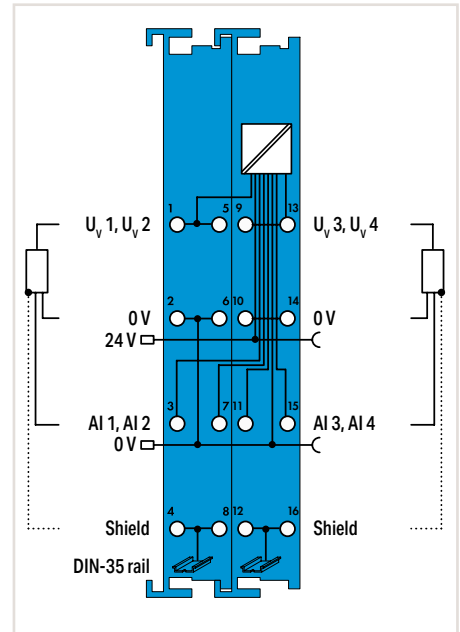 1 5 9 13
U_V 1, U_V 2 U_V 3, U_V 4
2 6 10 14
0 V 0 V
24 V
3 7 11 15
AI 1, AI 2 AI 3, AI 4
0 V
4 8 12 16
Shield Shield
DIN-35 rail